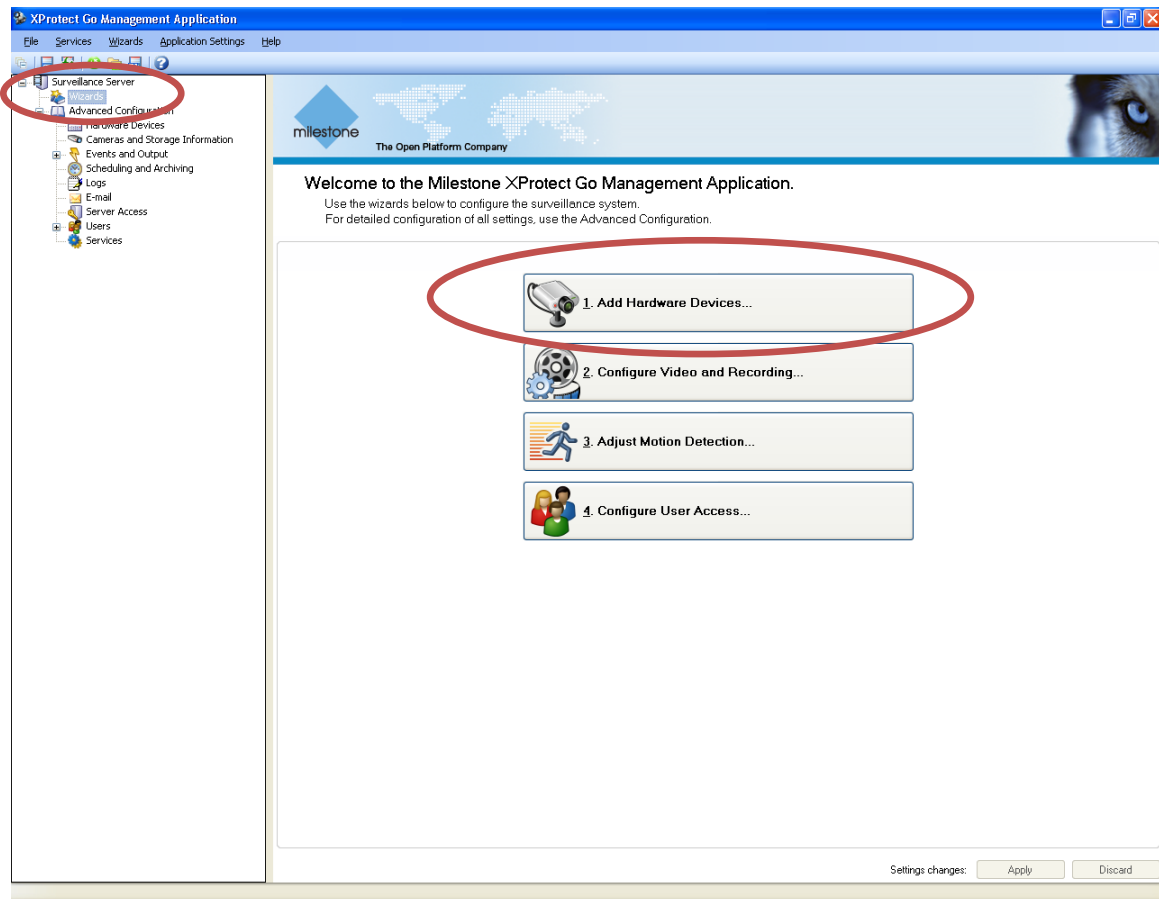 XProtect Go Management Application
File Services Wizards Application Settings Help
Surveillance Server
Wizards
Advanced Configuration
Hardware Devices
Cameras and Storage Information
Events and Output
Scheduling and Archiving
Logs
E-mail
Server Access
Users
Services
milestone
The Open Platform Company
Welcome to the Milestone XProtect Go Management Application.
Use the wizards below to configure the surveillance system.
For detailed configuration of all settings, use the Advanced Configuration.
1. Add Hardware Devices...
2. Configure Video and Recording...
3. Adjust Motion Detection...
4. Configure User Access...
Settings changes: Apply Discard